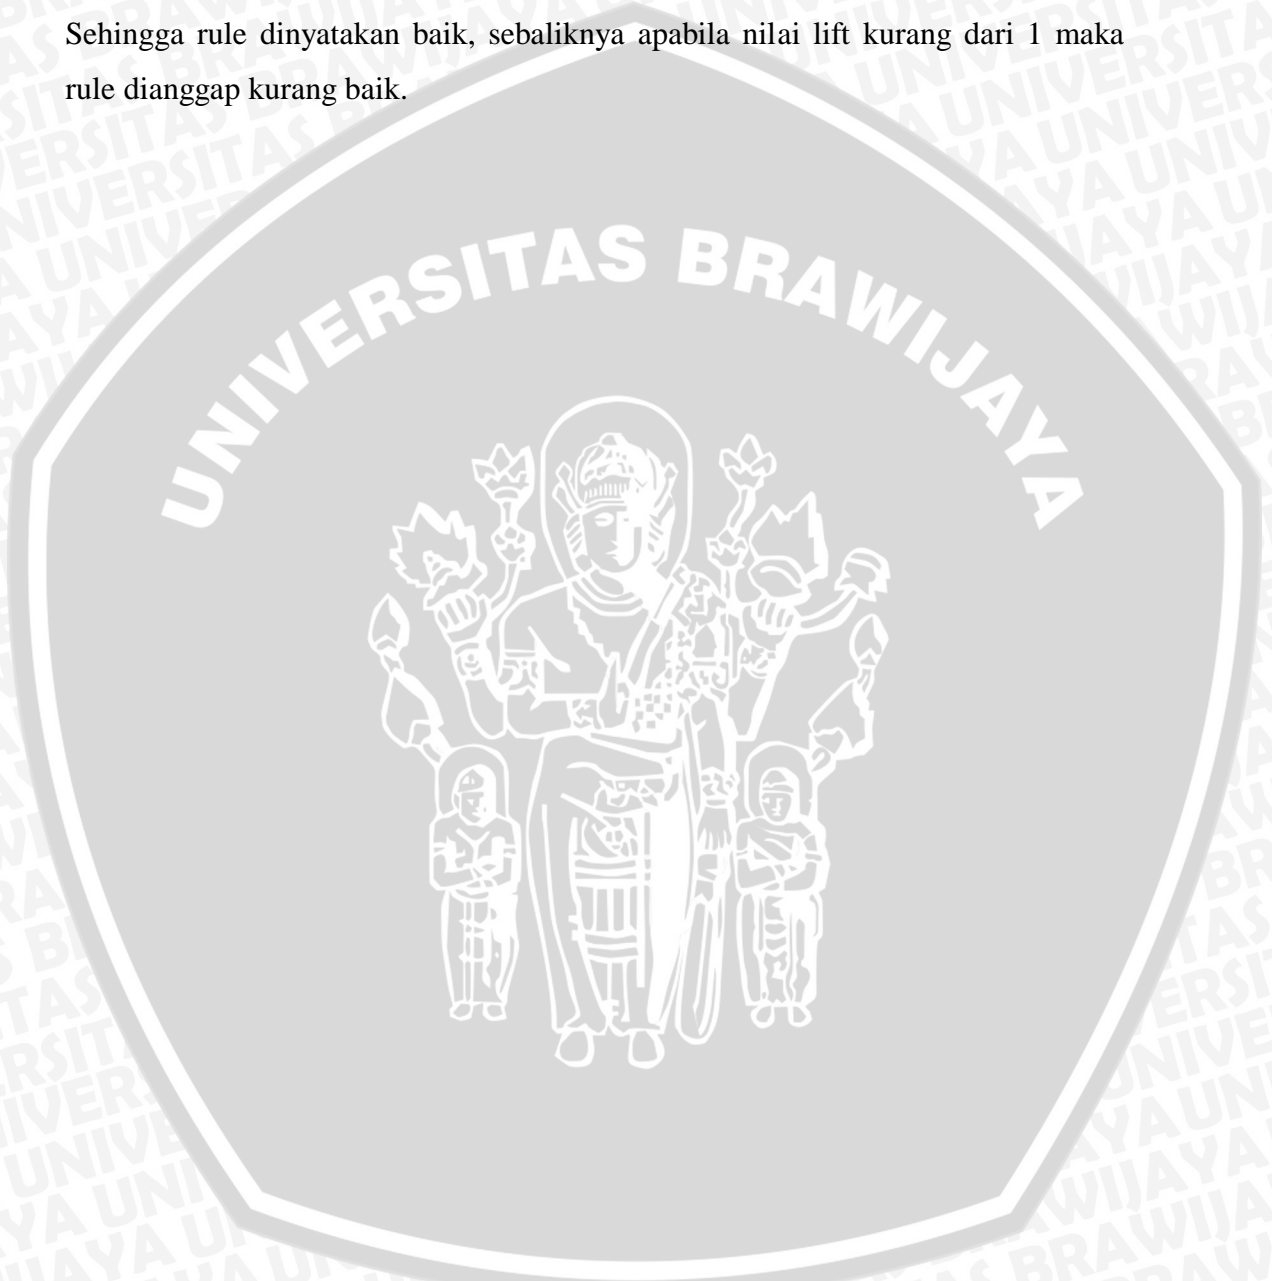 Sehingga rule dinyatakan baik, sebaliknya apabila nilai lift kurang dari 1 maka
rule dianggap kurang baik.
UNIVERSITAS BRAWIJAYA